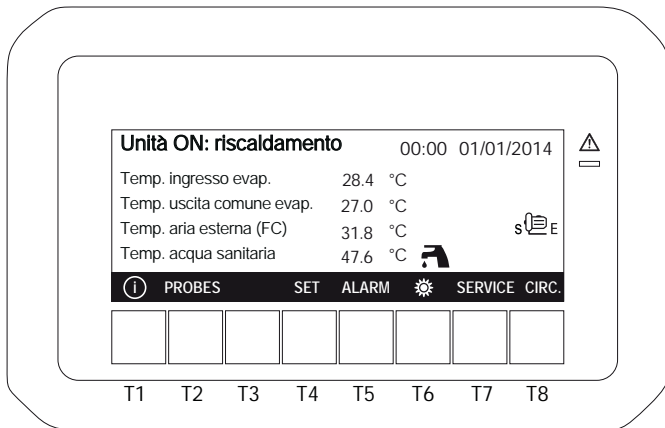 Unità ON: riscaldamento 00:00 01/01/2014
Temp. ingresso evap. 28.4 °C
Temp. uscita comune evap. 27.0 °C
Temp. aria esterna (FC) 31.8 °C
S E
Temp. acqua sanitaria 47.6 °C
i PROBES SET ALARM SERVICE CIRC.
T1 T2 T3 T4 T5 T6 T7 T8